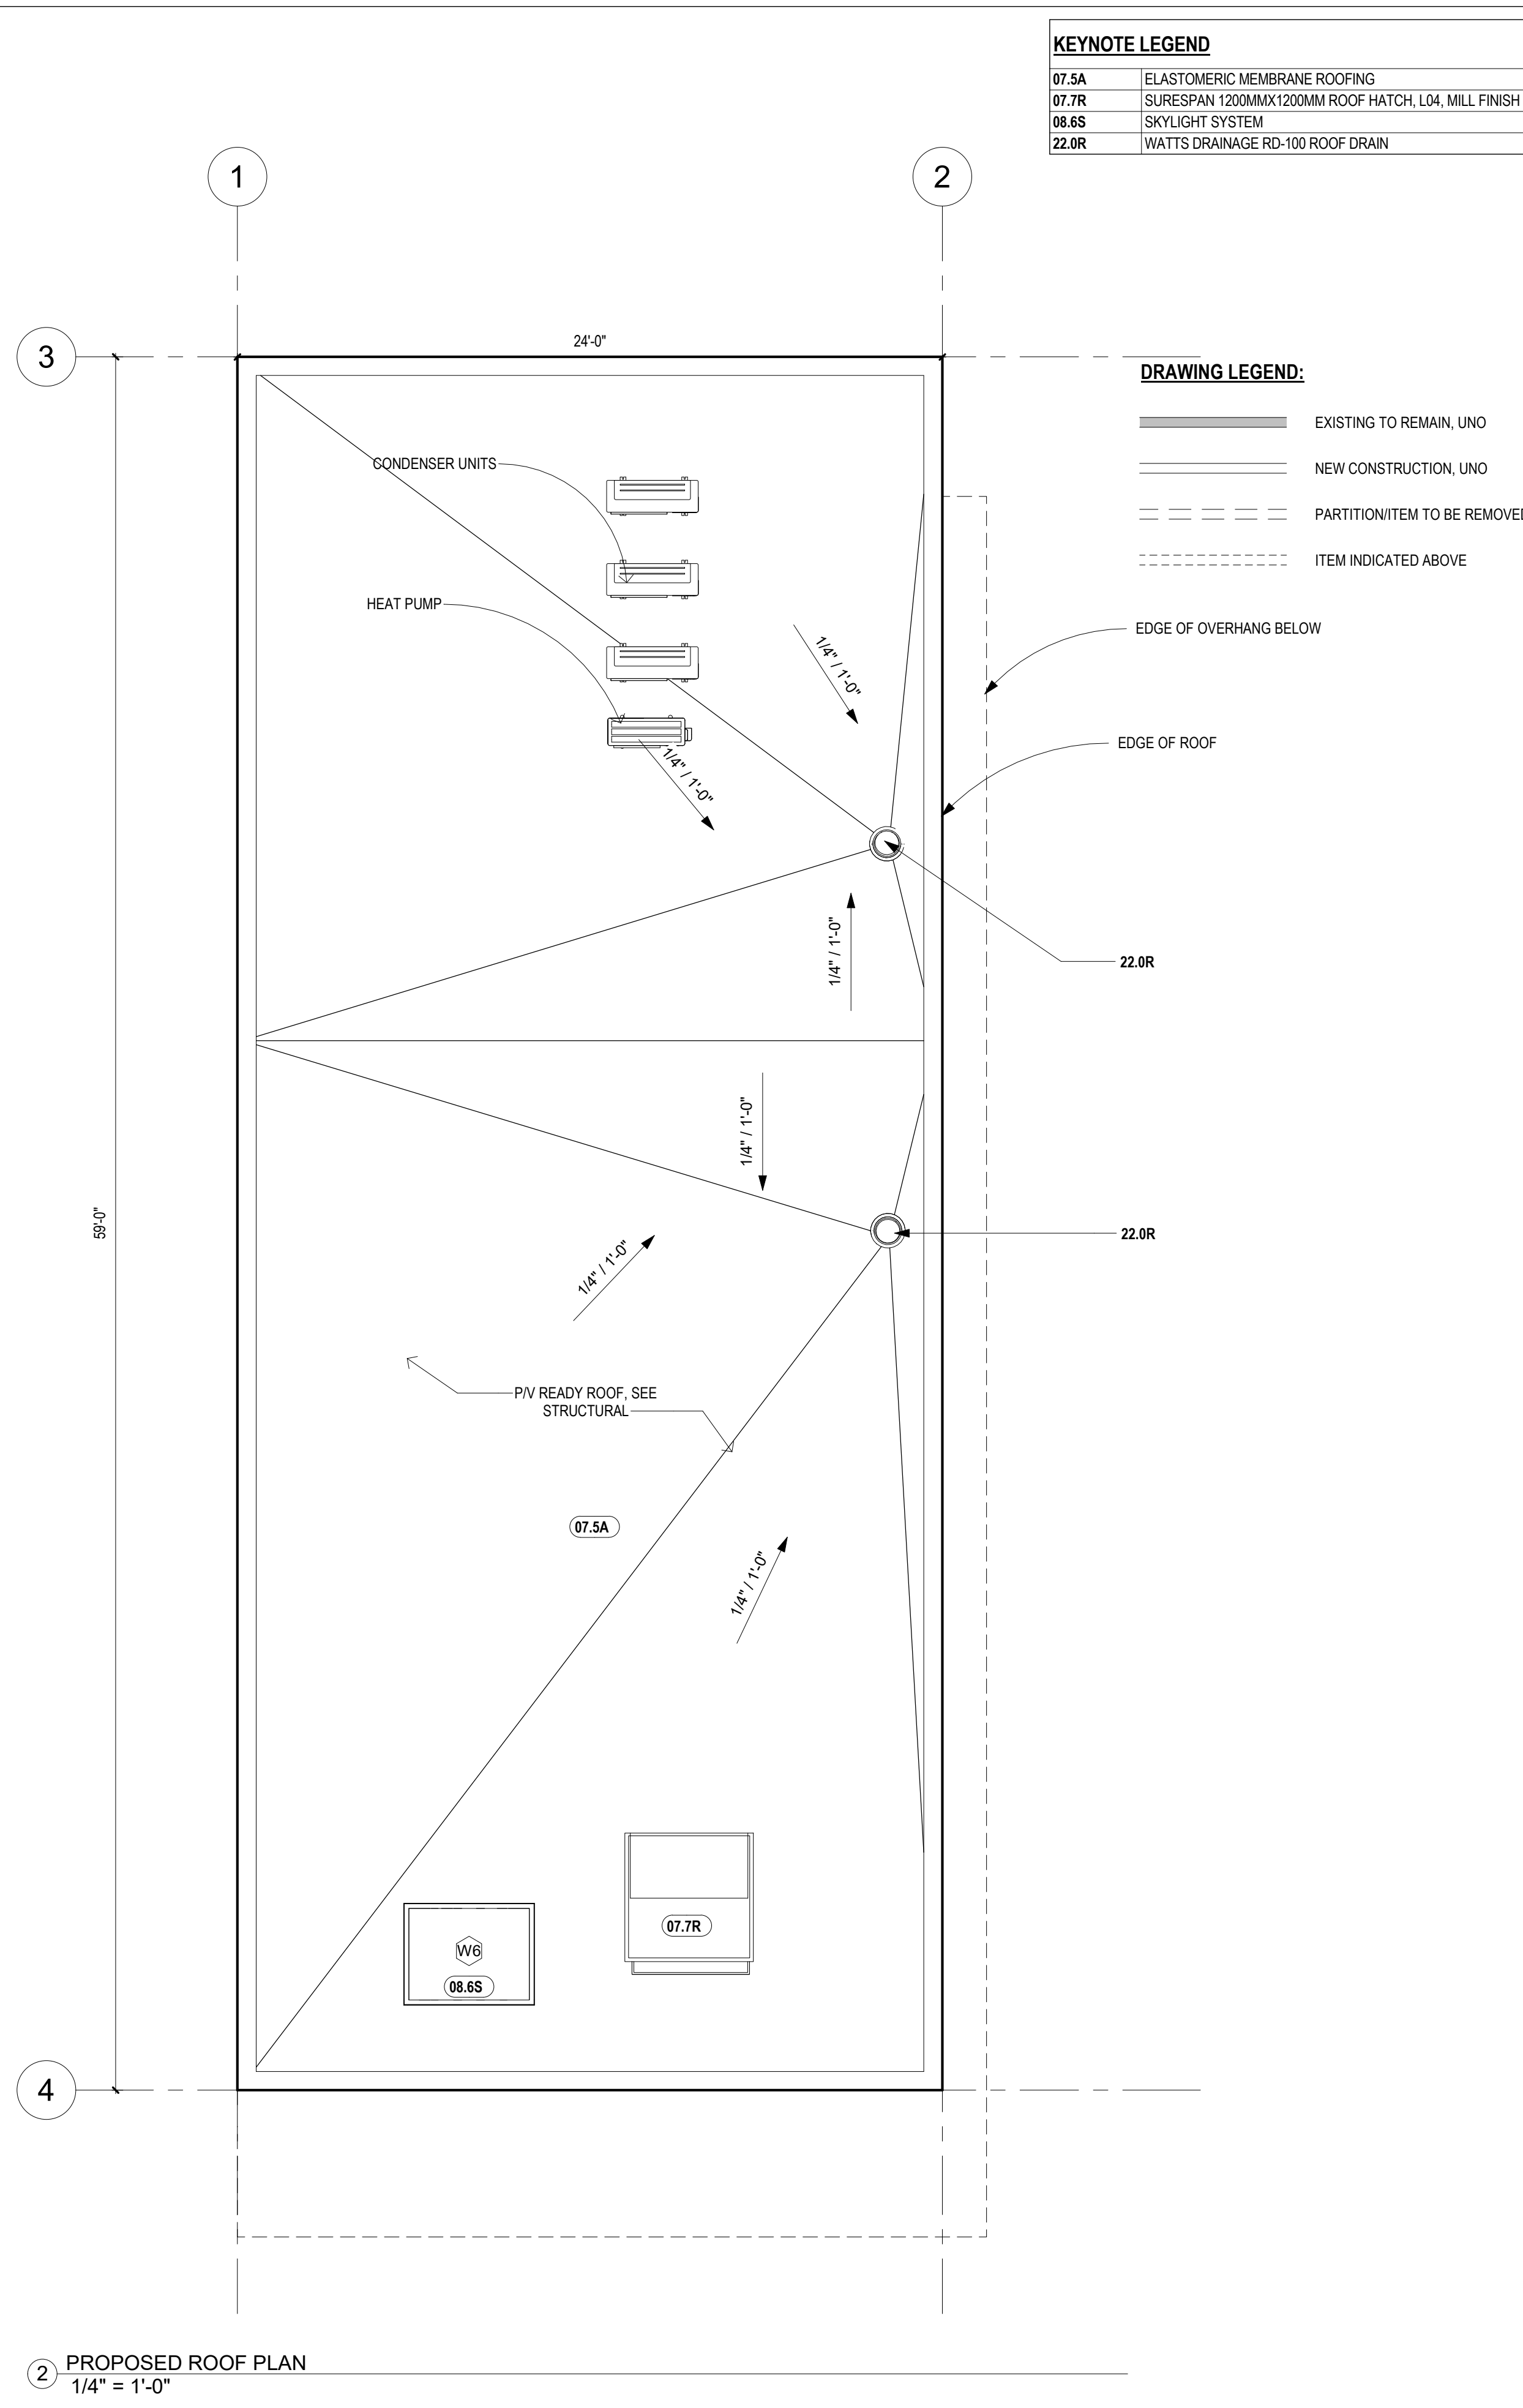 KEYNOTE LEGEND
07.5A ELASTOMERIC MEMBRANE ROOFING
07.7R SURESPAN 1200MMX1200MM ROOF HATCH, L04, MILL FINISH
08.6S SKYLIGHT SYSTEM
22.0R WATTS DRAINAGE RD-100 ROOF DRAIN
1
2
3
24'-0"
DRAWING LEGEND:
EXISTING TO REMAIN, UNO
NEW CONSTRUCTION, UNO
PARTITION/ITEM TO BE REMOVED
ITEM INDICATED ABOVE
CONDENSER UNITS
HEAT PUMP
EDGE OF OVERHANG BELOW
1/4" / 1'-0"
EDGE OF ROOF
1/4" / 1'-0"
1/4" / 1'-0"
22.0R
1/4" / 1'-0"
59'-0"
22.0R
1/4" / 1'-0"
P/V READY ROOF, SEE
STRUCTURAL
07.5A
1/4" / 1'-0"
07.7R
W6
08.6S
4
2
PROPOSED ROOF PLAN
1/4" = 1'-0"